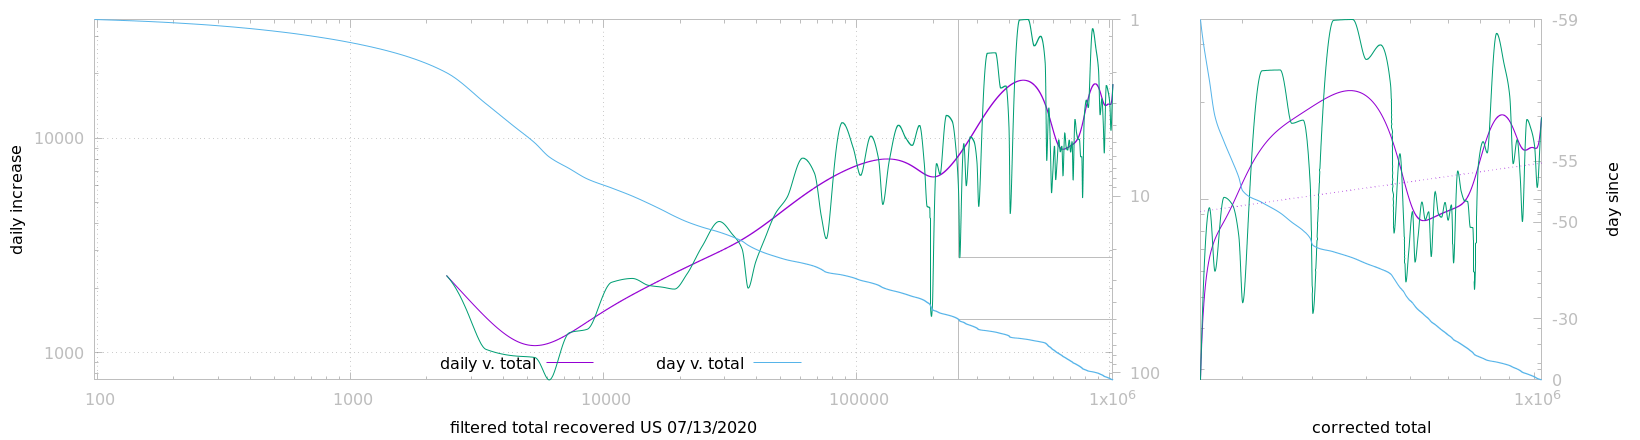 daily increase
10000
1000
100
1000
10000
100000
1x10^6
daily v. total
day v. total
1
10
100
filtered total recovered US 07/13/2020
-59
-55
-50
-30
0
day since
1x10^6
corrected total